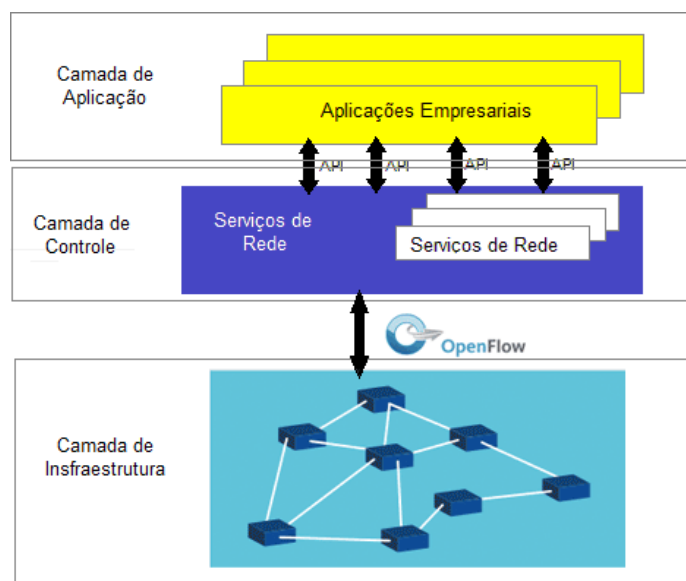 Camada de
Aplicação
Aplicações Empresariais
API
API
API
API
Camada de
Controle
Serviços de
Rede
Serviços de Rede
OpenFlow
Camada de
Insfraestrutura